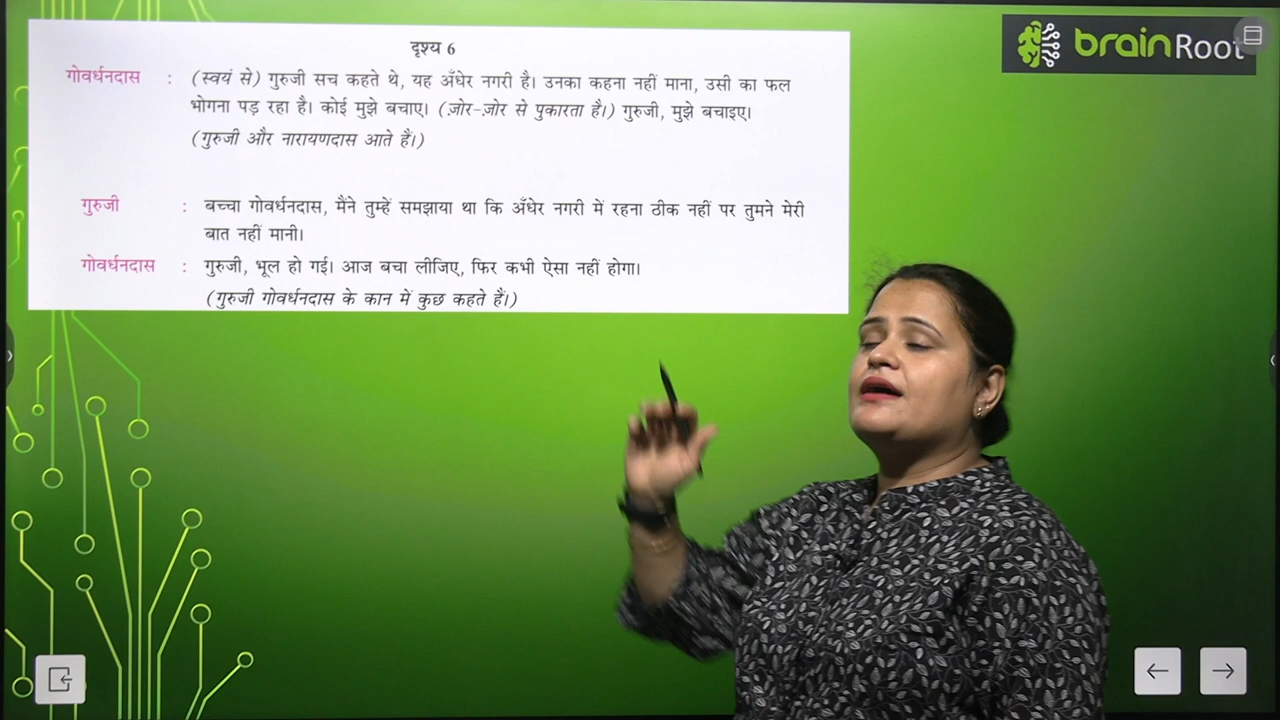 brainRoot
दृश्य 6
गोवर्धनदास : (स्वयं से) गुरुजी सच कहते थे, यह अँधेर नगरी है। उनका कहना नहीं माना, उसी का फल
भोगना पड़ रहा है। कोई मुझे बचाए। (ज़ोर-ज़ोर से पुकारता है।) गुरुजी, मुझे बचाइए।
(गुरुजी और नारायणदास आते हैं।)
गुरुजी : बच्चा गोवर्धनदास, मैंने तुम्हें समझाया था कि अँधेर नगरी में रहना ठीक नहीं पर तुमने मेरी
बात नहीं मानी।
गोवर्धनदास : गुरुजी, भूल हो गई। आज बचा लीजिए, फिर कभी ऐसा नहीं होगा।
(गुरुजी गोवर्धनदास के कान में कुछ कहते हैं।)